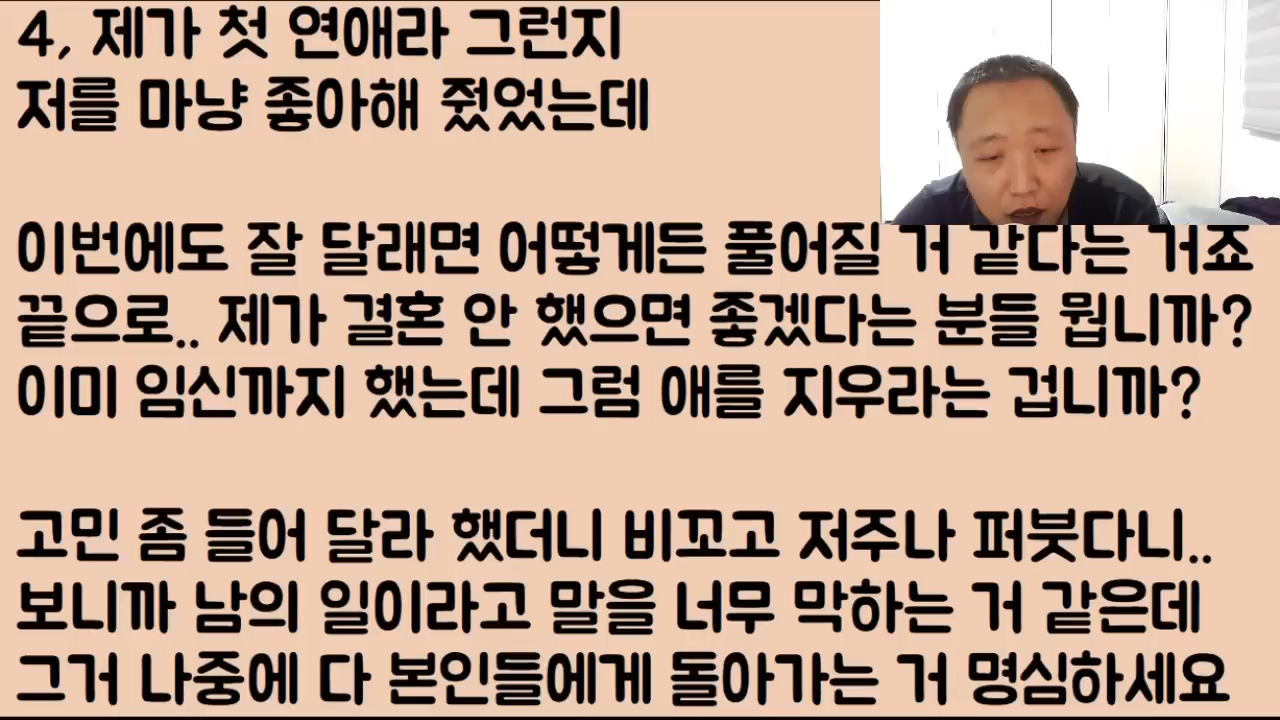 4, 제가 첫 연애라 그런지
저를 마냥 좋아해 줬었는데
이번에도 잘 달래면 어떻게든 풀어질 거 같다는 거죠
끝으로.. 제가 결혼 안 했으면 좋겠다는 분들 뭡니까?
이미 임신까지 했는데 그럼 애를 지우라는 겁니까?
고민 좀 들어 달라 했더니 비꼬고 저주나 퍼붓다니..
보니까 남의 일이라고 말을 너무 막하는 거 같은데
그거 나중에 다 본인들에게 돌아가는 거 명심하세요